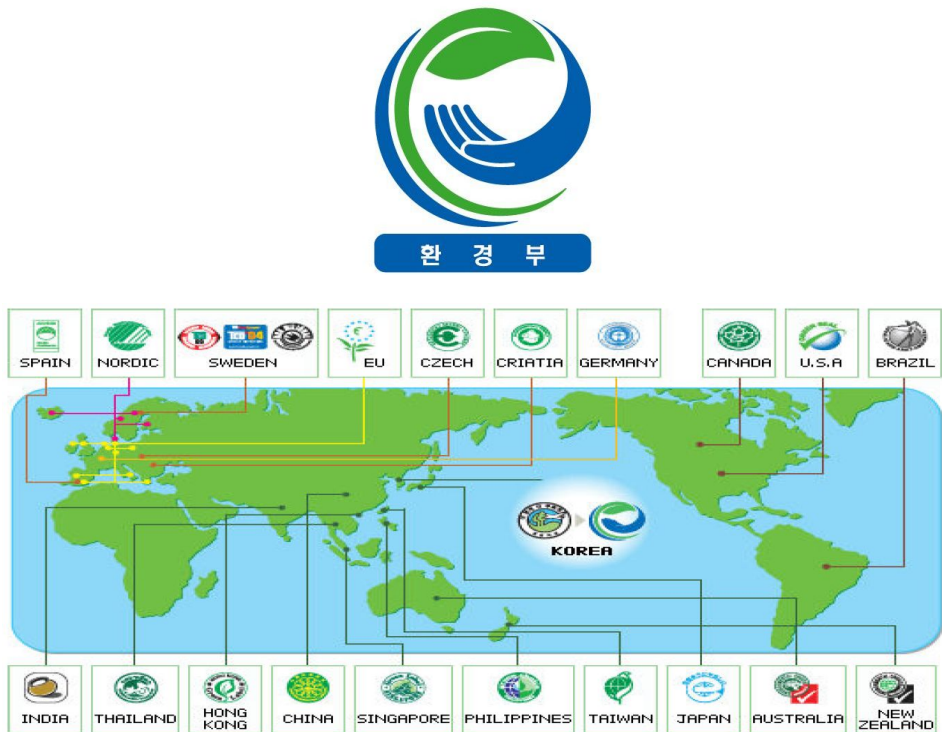 환경부
SPAIN
NORDIC
SWEDEN
EU
CZECH
CRIATIA
GERMANY
CANADA
U.S.A
BRAZIL
KOREA
INDIA
THAILAND
HONG
KONG
CHINA
SINGAPORE
PHILIPPINES
TAIWAN
JAPAN
AUSTRALIA
NEW
ZEALAND